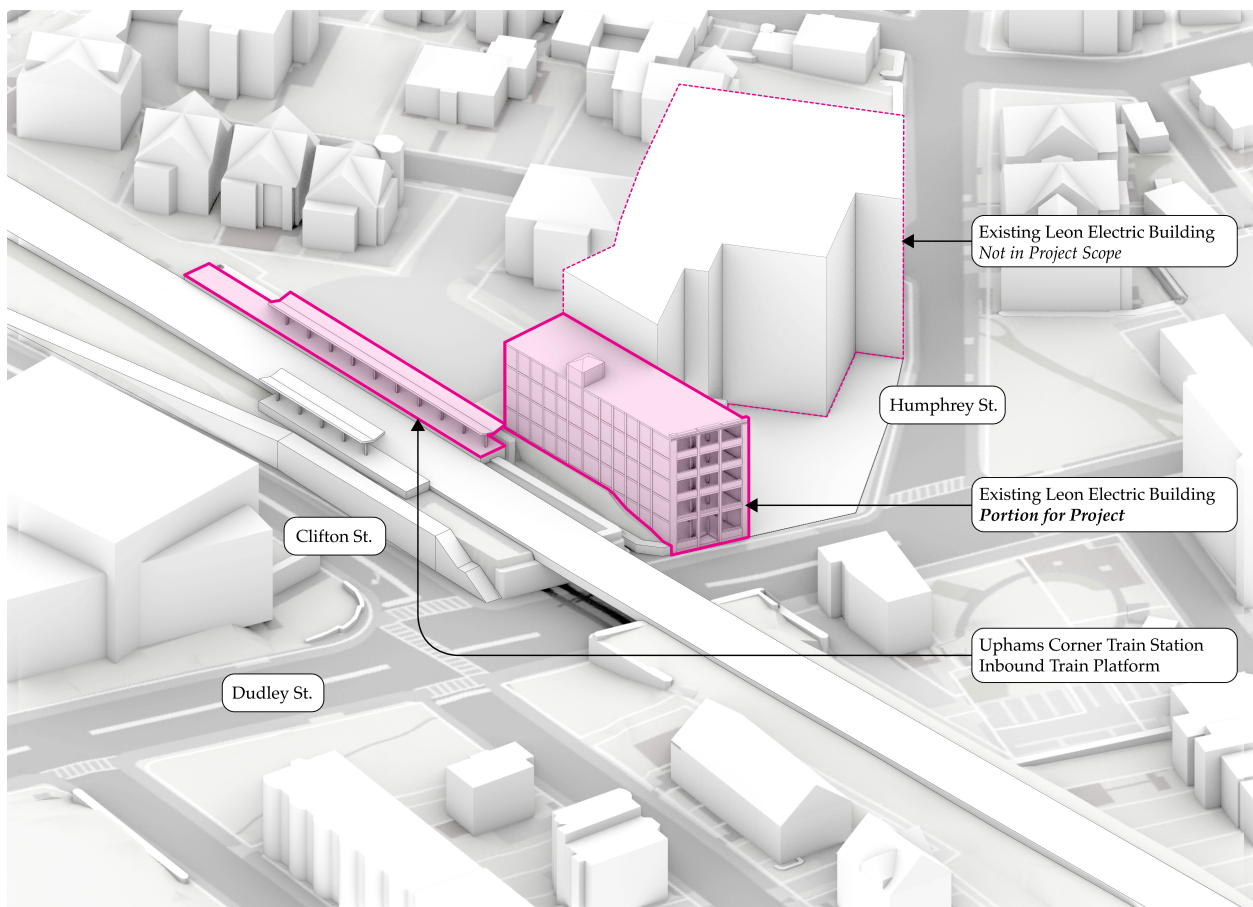 Existing Leon Electric Building
Not in Project Scope
Humphrey St.
Existing Leon Electric Building
Portion for Project
Clifton St.
Uphams Corner Train Station
Inbound Train Platform
Dudley St.